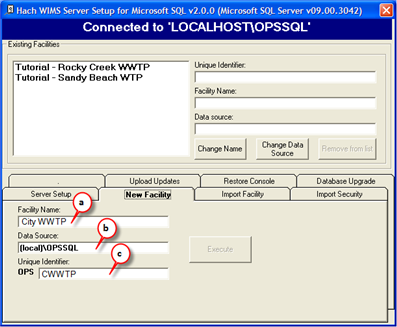 Hach WIMS Server Setup for Microsoft SQL v2.0.0 (Microsoft SQL Server v09.00.3042)
Connected to 'LOCALHOST\OPSSQL'
Existing Facilities
Tutorial - Rocky Creek WWTP
Tutorial - Sandy Beach WTP
Unique Identifier:
Facility Name:
Data source:
Change Name
Change Data Source
Remove from list
. Upload Updates Restore Console Database Upgrade
Server Setup New Facility Import Facility Import Security
Facility Name:
City WWTP
a
Data Source:
(local)\OPSSQL
b
Unique Identifier:
OPS CWWTP
c
Execute